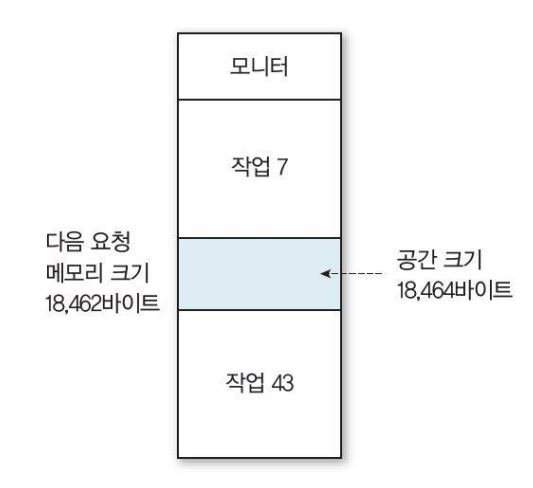 모니터
작업 7
다음 요청
메모리 크기
18,462바이트
공간 크기
18,464바이트
작업 43